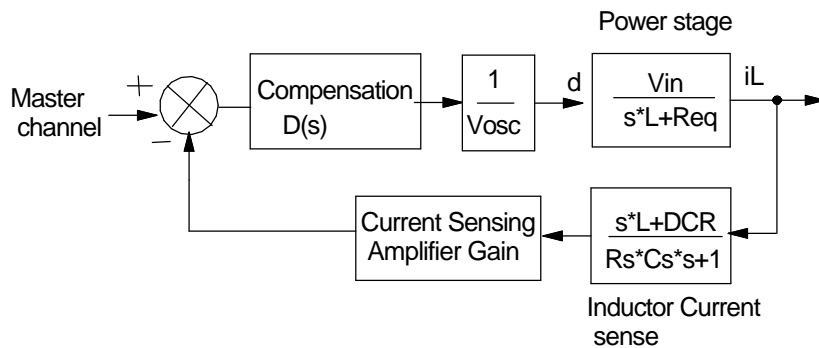 Power stage
Master
channel
+
−
Compensation
D(s)
1
Vosc
d
Vin
s*L+Req
iL
Current Sensing
Amplifier Gain
s*L+DCR
Rs*Cs*s+1
Inductor Current
sense